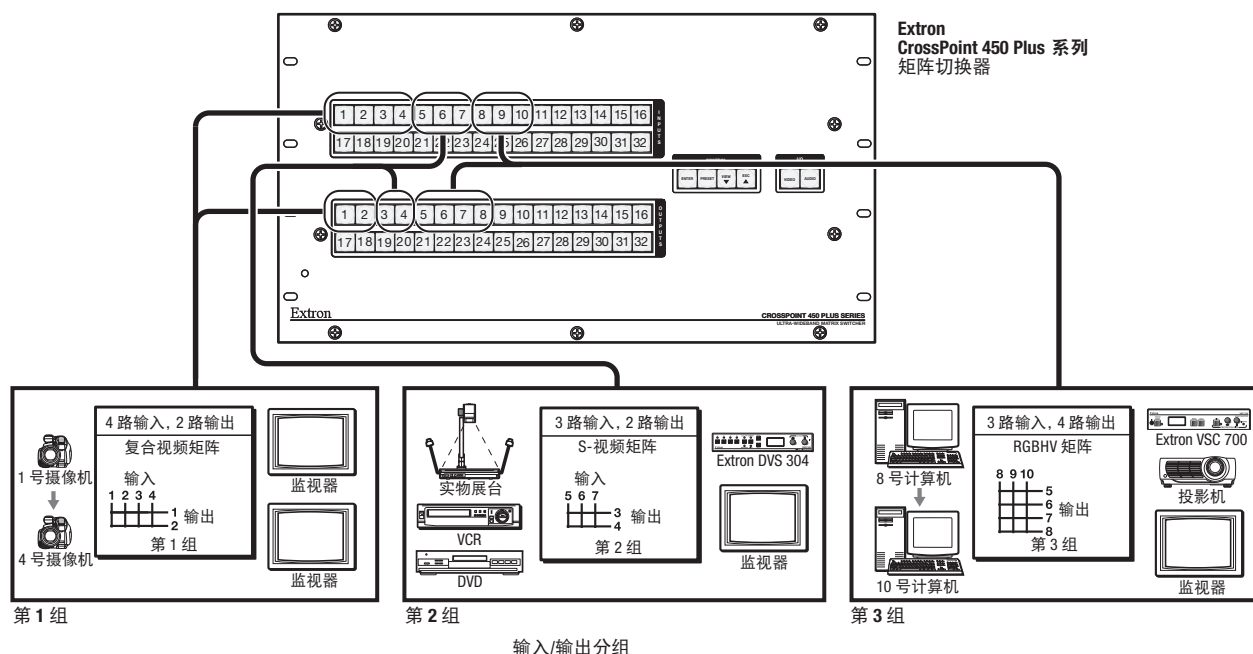 Extron
CrossPoint 450 Plus 系列
矩阵切换器
1 2 3 4 5 6 7 8 9 10 11 12 13 14 15 16
INPUTS
17 18 19 20 21 22 23 24 25 26 27 28 29 30 31 32
ENTER PRESET VIEW ESC
VIDEO AUDIO
1 2 3 4 5 6 7 8 9 10 11 12 13 14 15 16
OUTPUTS
17 18 19 20 21 22 23 24 25 26 27 28 29 30 31 32
Extron
CROSSPOINT 450 PLUS SERIES
ULTRA-WIDEBAND MATRIX SWITCHER
1 号摄像机
4 号摄像机
4 路输入, 2 路输出
复合视频矩阵
输入
1 2 3 4
1
2
输出
第 1 组
监视器
监视器
第 1 组
实物展台
VCR
DVD
3 路输入, 2 路输出
S-视频矩阵
输入
5 6 7
3
4
输出
第 2 组
Extron DVS 304
监视器
第 2 组
8 号计算机
10 号计算机
3 路输入, 4 路输出
RGBHV 矩阵
8 9 10
5
6
7
8
输出
第 3 组
Extron VSC 700
投影机
监视器
第 3 组
输入/输出分组